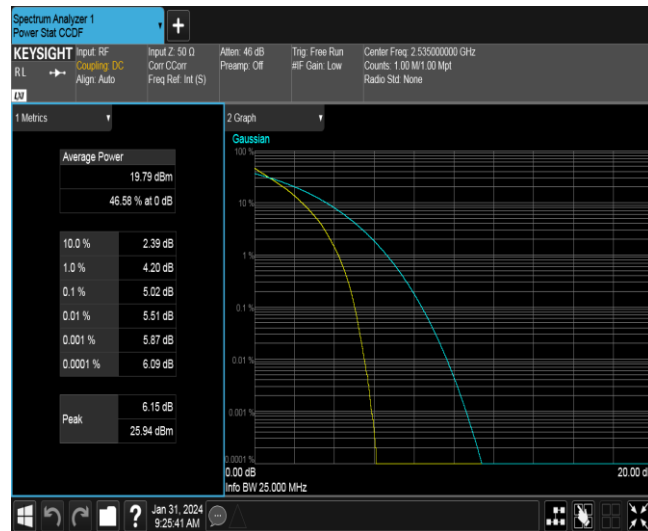 Spectrum Analyzer 1
Power Stat CCDF
+
KEYSIGHT
RL
LXI
Input: RF
Coupling: DC
Align: Auto
Input Z: 50 Ω
Corr CCorr
Freq Ref: Int (S)
Atten: 46 dB
Preamp: Off
Trig: Free Run
#IF Gain: Low
Center Freq: 2.535000000 GHz
Counts: 1.00 M/1.00 Mpt
Radio Std: None
1 Metrics
Average Power
19.79 dBm
46.58 % at 0 dB
10.0 % 2.39 dB
1.0 % 4.20 dB
0.1 % 5.02 dB
0.01 % 5.51 dB
0.001 % 5.87 dB
0.0001 % 6.09 dB
Peak
6.15 dB
25.94 dBm
2 Graph
Gaussian
100 %
10 %
1 %
0.1 %
0.01 %
0.001 %
0.0001 %
0.00 dB
20.00 d
Info BW 25.000 MHz
?
Jan 31, 2024
9:25:41 AM